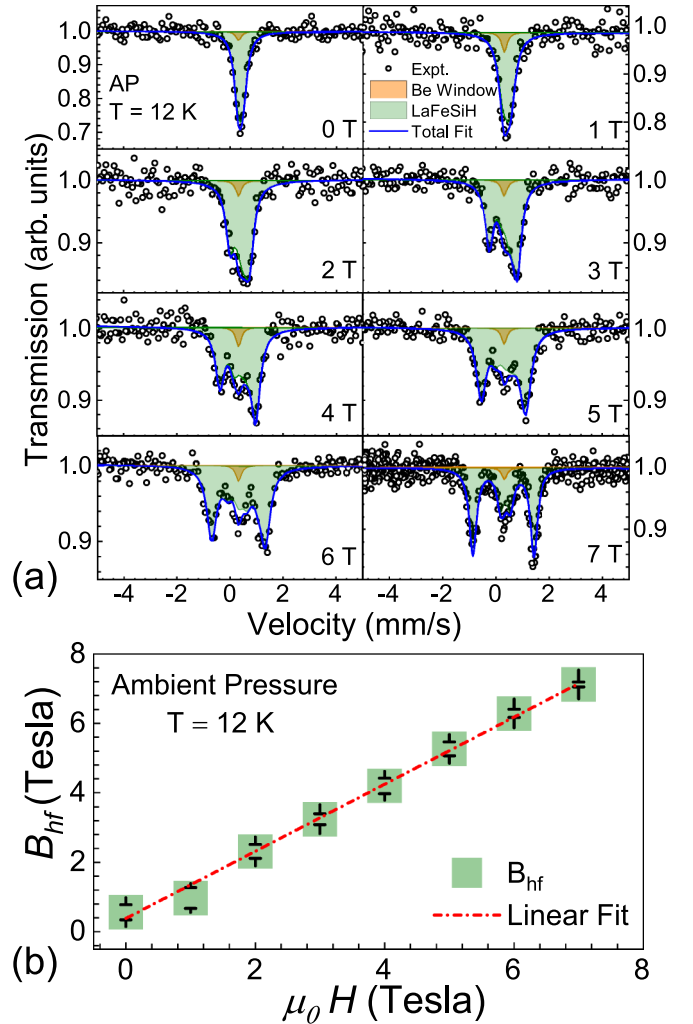 1.0
0.9
0.8
0.7
AP
T = 12 K
0 T
Expt.
Be Window
LaFeSiH
Total Fit
1 T
1.0
0.9
0.8
1.0
0.9
2 T
3 T
1.0
0.9
1.0
0.9
4 T
5 T
1.0
0.9
1.0
0.9
6 T
7 T
1.0
0.9
Transmission (arb. units)
-4 -2 0 2 4 -4 -2 0 2 4
Velocity (mm/s)
(a)
8
6
4
2
0
B_hf (Tesla)
Ambient Pressure
T = 12 K
B_hf
Linear Fit
0 2 4 6 8
μ₀ H (Tesla)
(b)